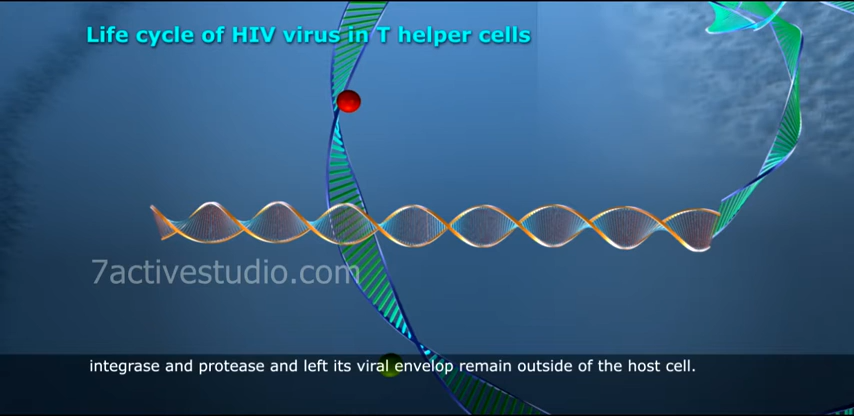 Life cycle of HIV virus in T helper cells
7activestudio.com
integrase and protease and left its viral envelop remain outside of the host cell.